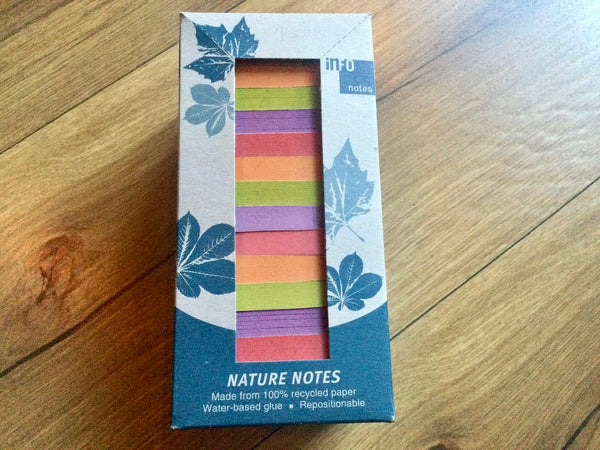 info
notes
NATURE NOTES
Made from 100% recycled paper
Water-based glue ▪ Repositionable